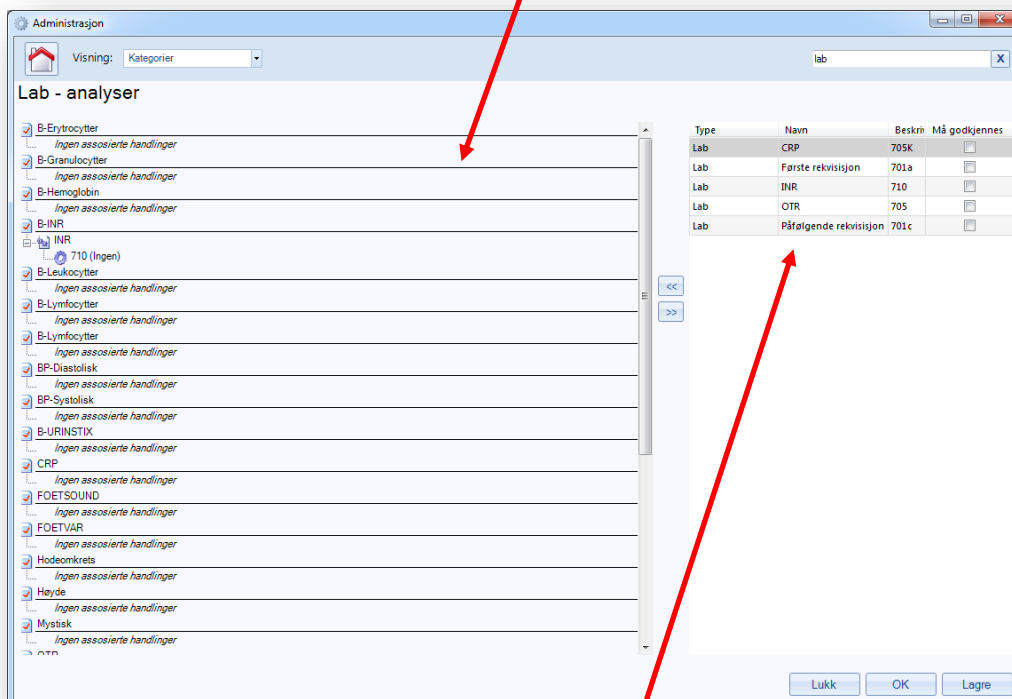 Administrasjon
Visning: Kategorier
lab X
Lab - analyser
B-Erytrocytter
Ingen assosierte handlinger
B-Granulocytter
Ingen assosierte handlinger
B-Hemoglobin
Ingen assosierte handlinger
B-INR
INR
710 (Ingen)
B-Leukocytter
Ingen assosierte handlinger
B-Lymfocytter
Ingen assosierte handlinger
B-Lymfocytter
Ingen assosierte handlinger
BP-Diastolisk
Ingen assosierte handlinger
BP-Systolisk
Ingen assosierte handlinger
B-URINSTIX
Ingen assosierte handlinger
CRP
Ingen assosierte handlinger
FOETSOUND
Ingen assosierte handlinger
FOETVAR
Ingen assosierte handlinger
Hodeomkrets
Ingen assosierte handlinger
Høyde
Ingen assosierte handlinger
Mystisk
Ingen assosierte handlinger
OTR
<<
>>
Type Navn Beskriv Må godkjennes
Lab CRP 705K
Lab Første rekvisisjon 701a
Lab INR 710
Lab OTR 705
Lab Påfølgende rekvisisjon 701c
Lukk OK Lagre